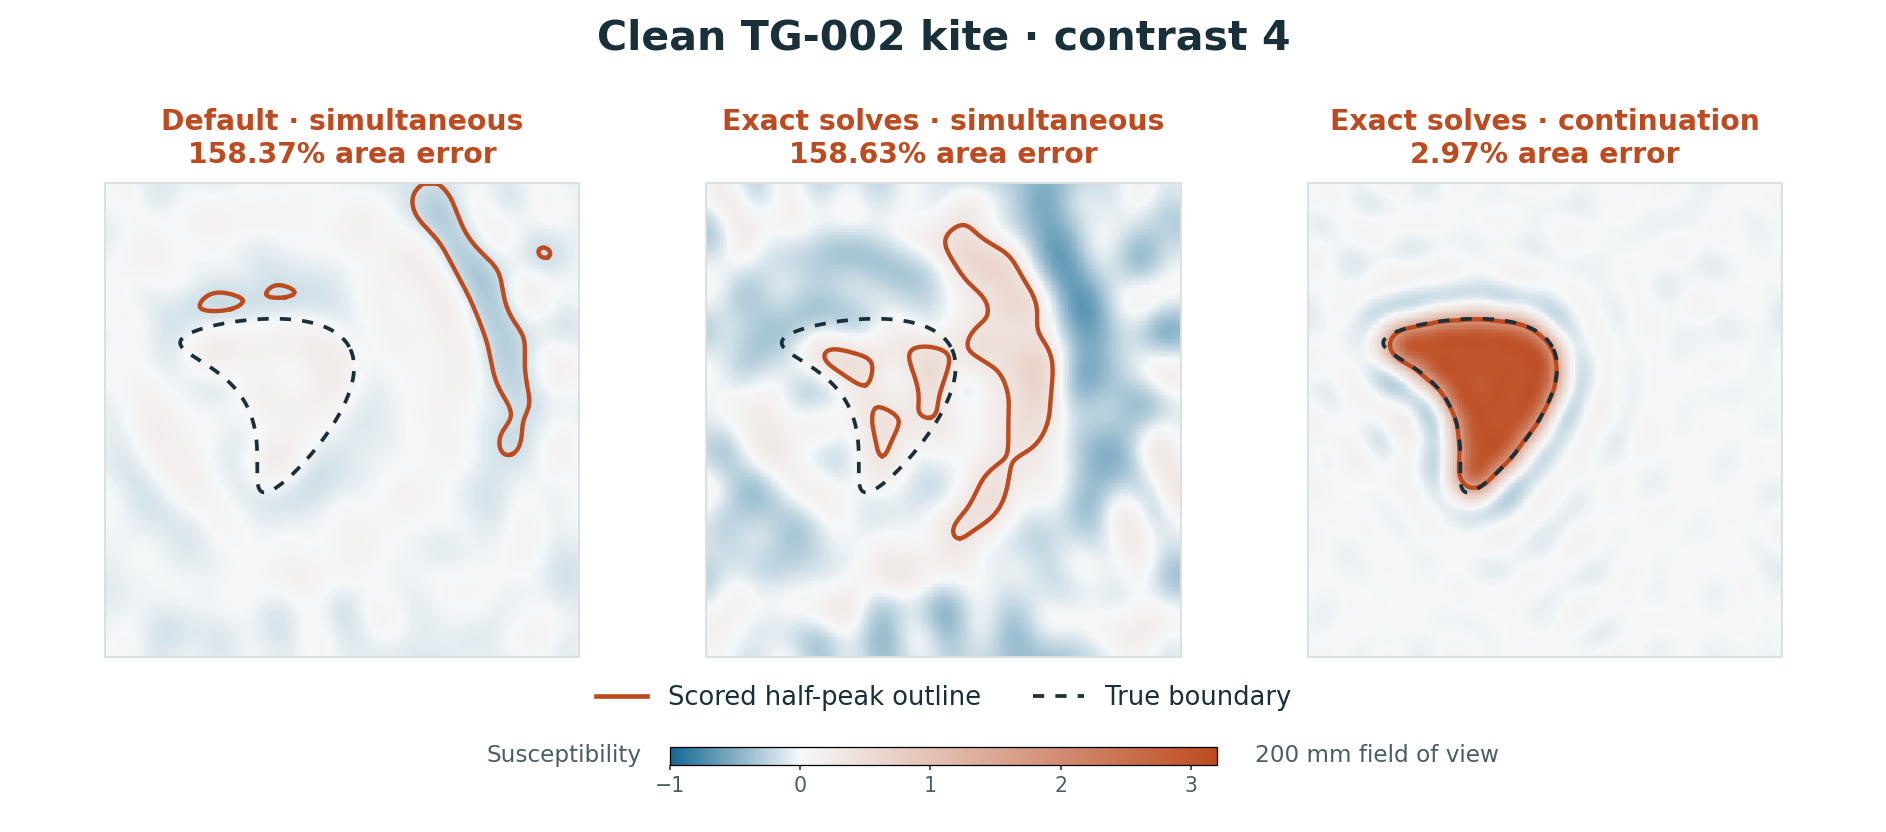 Clean TG-002 kite · contrast 4
Default · simultaneous
158.37% area error
Exact solves · simultaneous
158.63% area error
Exact solves · continuation
2.97% area error
Scored half-peak outline
True boundary
Susceptibility
200 mm field of view
−1 0 1 2 3